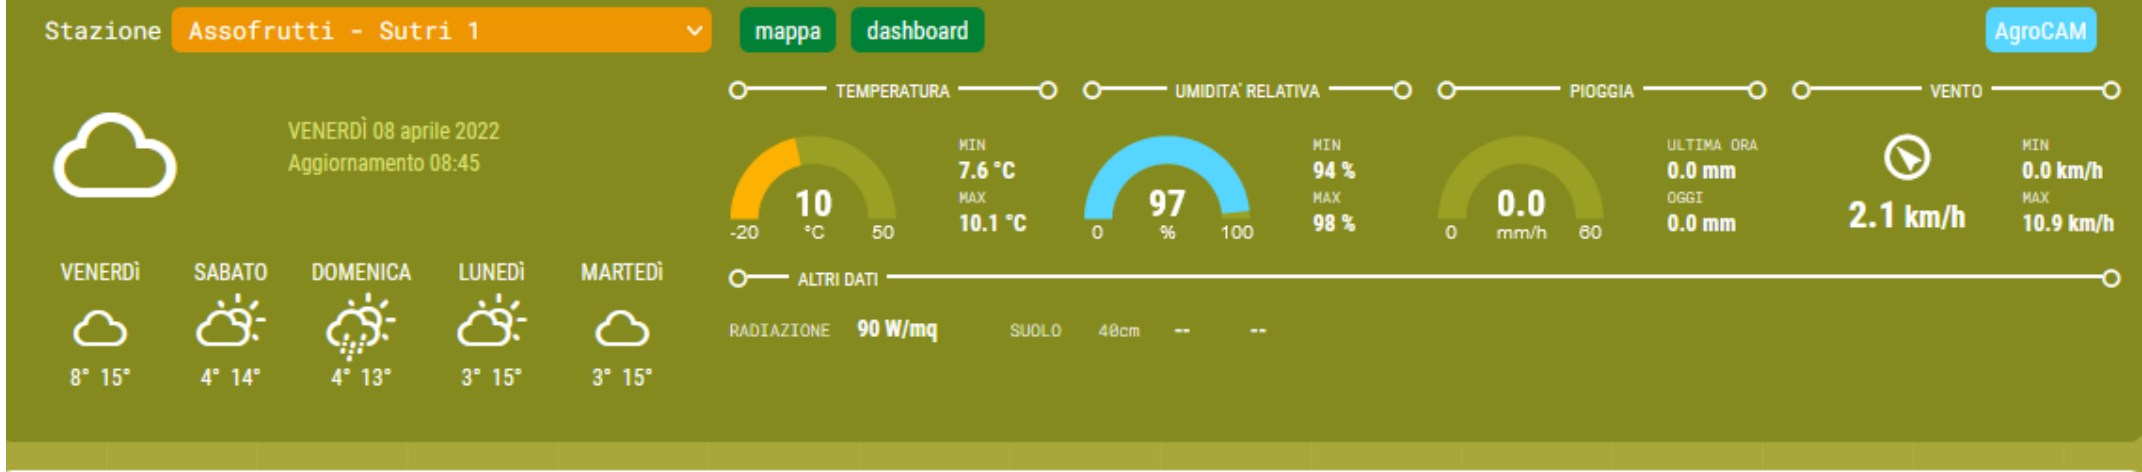 Stazione Assofrutti - Sutri 1 mappa dashboard AgroCAM
VENERDÌ 08 aprile 2022
Aggiornamento 08:45
VENERDÌ SABATO DOMENICA LUNEDÌ MARTEDÌ
8° 15° 4° 14° 4° 13° 3° 15° 3° 15°
TEMPERATURA
10
-20 °C 50
MIN
7.6 °C
MAX
10.1 °C
UMIDITA' RELATIVA
97
0 % 100
MIN
94 %
MAX
98 %
PIOGGIA
0.0
0 mm/h 60
ULTIMA ORA
0.0 mm
OGGI
0.0 mm
VENTO
2.1 km/h
MIN
0.0 km/h
MAX
10.9 km/h
ALTRI DATI
RADIAZIONE 90 W/mq SUOLO 40cm -- --